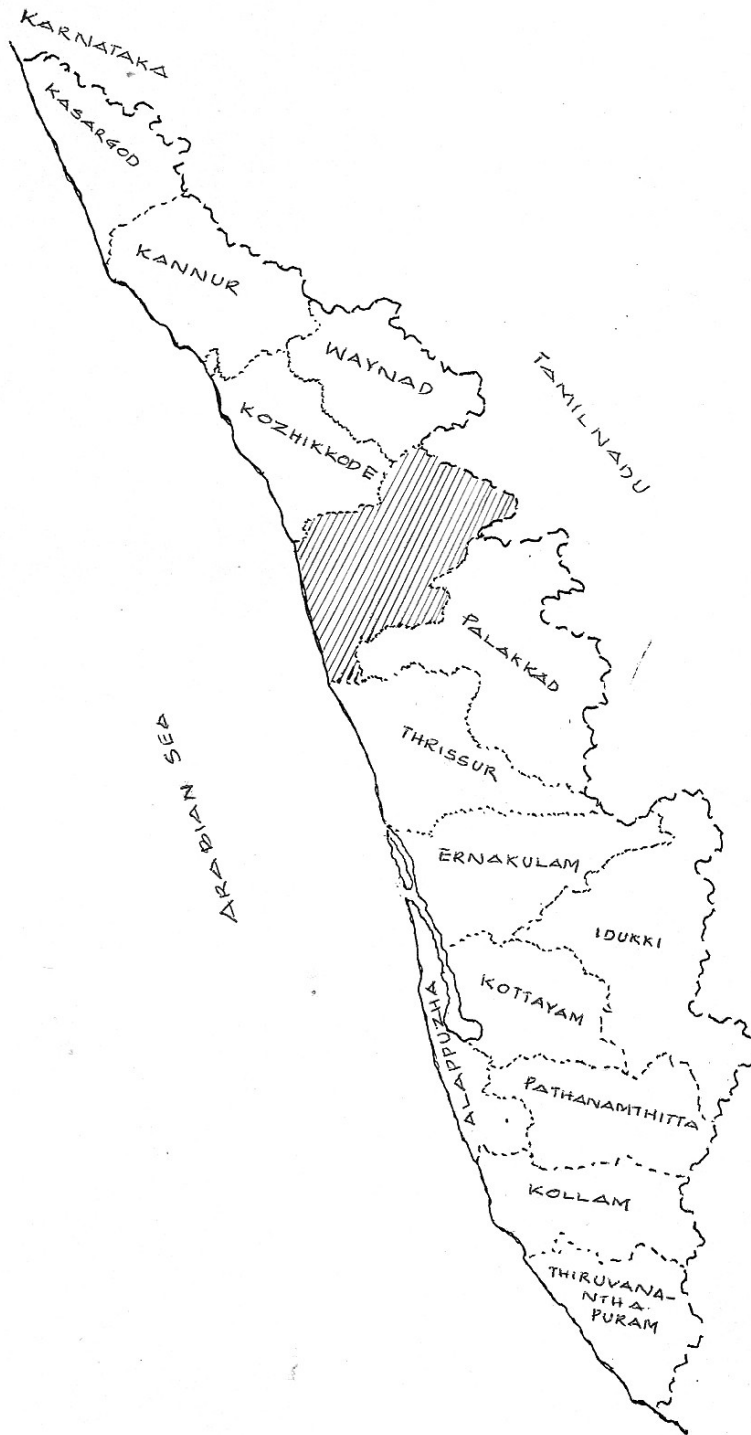 KARNATAKA
KASARGOD
KANNUR
WAYNAD
TAMILNADU
KOZHIKKODE
PALAKKAD
ARABIAN SEA
THRISSUR
ERNAKULAM
IDUKKI
KOTTAYAM
ALAPPUZHA
PATHANAMTHITTA
KOLLAM
THIRUVANA-
NTHA
PURAM